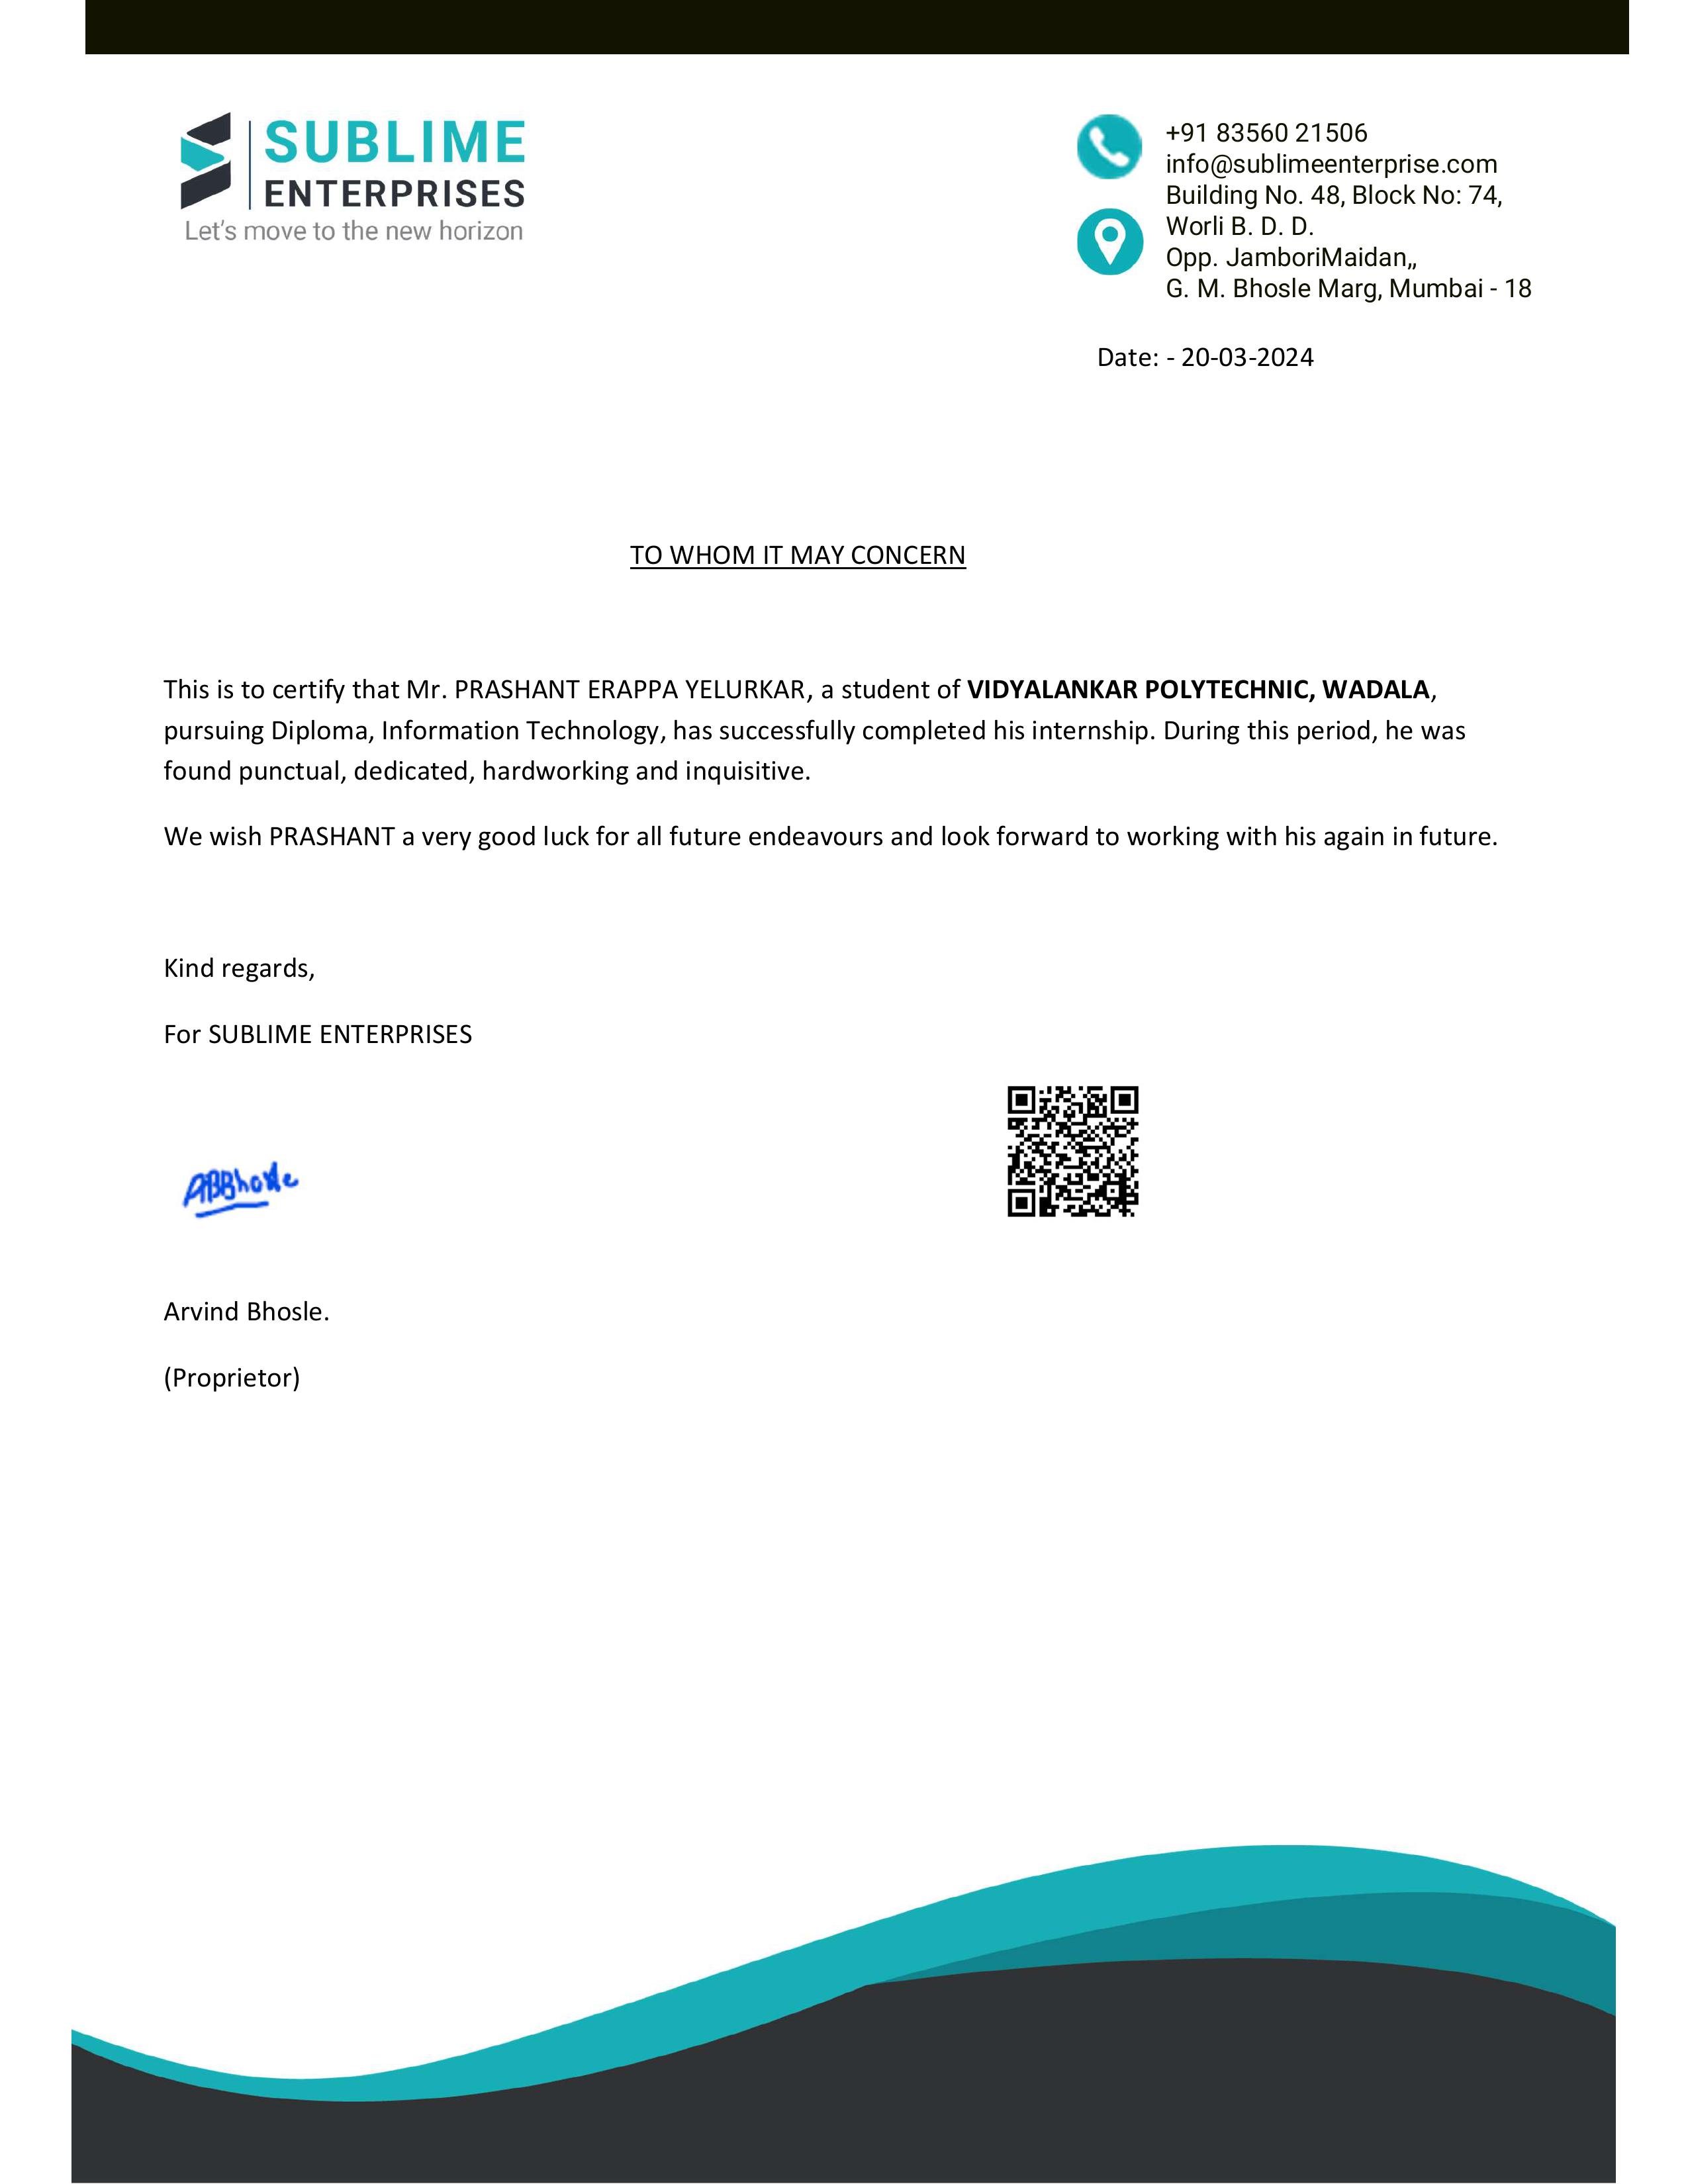 SUBLIME
ENTERPRISES
Let's move to the new horizon
+91 83560 21506
info@sublimeenterprise.com
Building No. 48, Block No: 74,
Worli B. D. D.
Opp. JamboriMaidan,,
G. M. Bhosle Marg, Mumbai - 18
Date: - 20-03-2024
TO WHOM IT MAY CONCERN
This is to certify that Mr. PRASHANT ERAPPA YELURKAR, a student of VIDYALANKAR POLYTECHNIC, WADALA,
pursuing Diploma, Information Technology, has successfully completed his internship. During this period, he was
found punctual, dedicated, hardworking and inquisitive.
We wish PRASHANT a very good luck for all future endeavours and look forward to working with his again in future.
Kind regards,
For SUBLIME ENTERPRISES
ABBhosle
Arvind Bhosle.
(Proprietor)